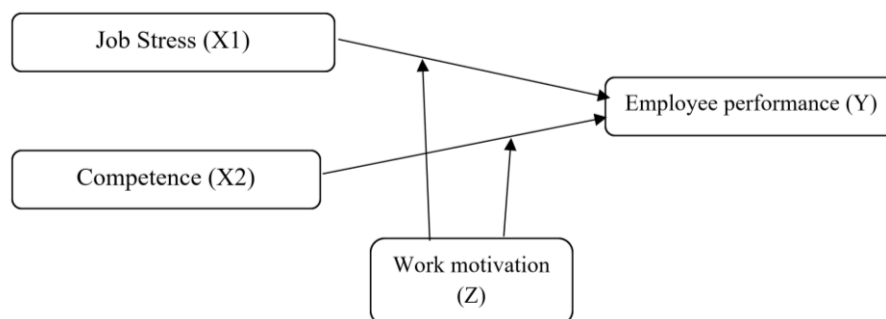 Job Stress (X1)
Employee performance (Y)
Competence (X2)
Work motivation
(Z)